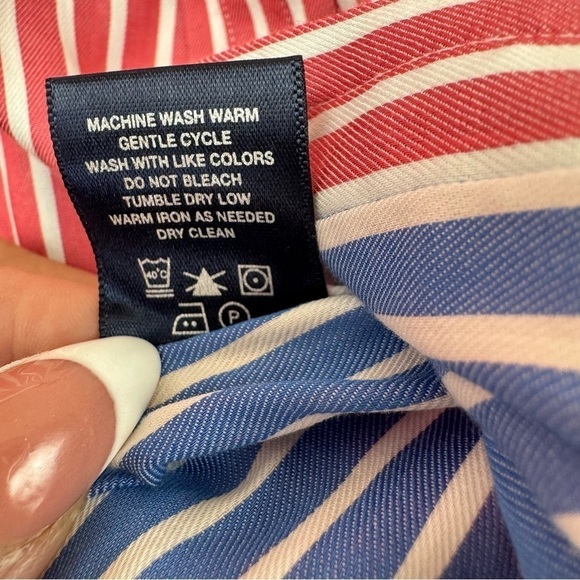 MACHINE WASH WARM
GENTLE CYCLE
WASH WITH LIKE COLORS
DO NOT BLEACH
TUMBLE DRY LOW
WARM IRON AS NEEDED
DRY CLEAN
40°C
P